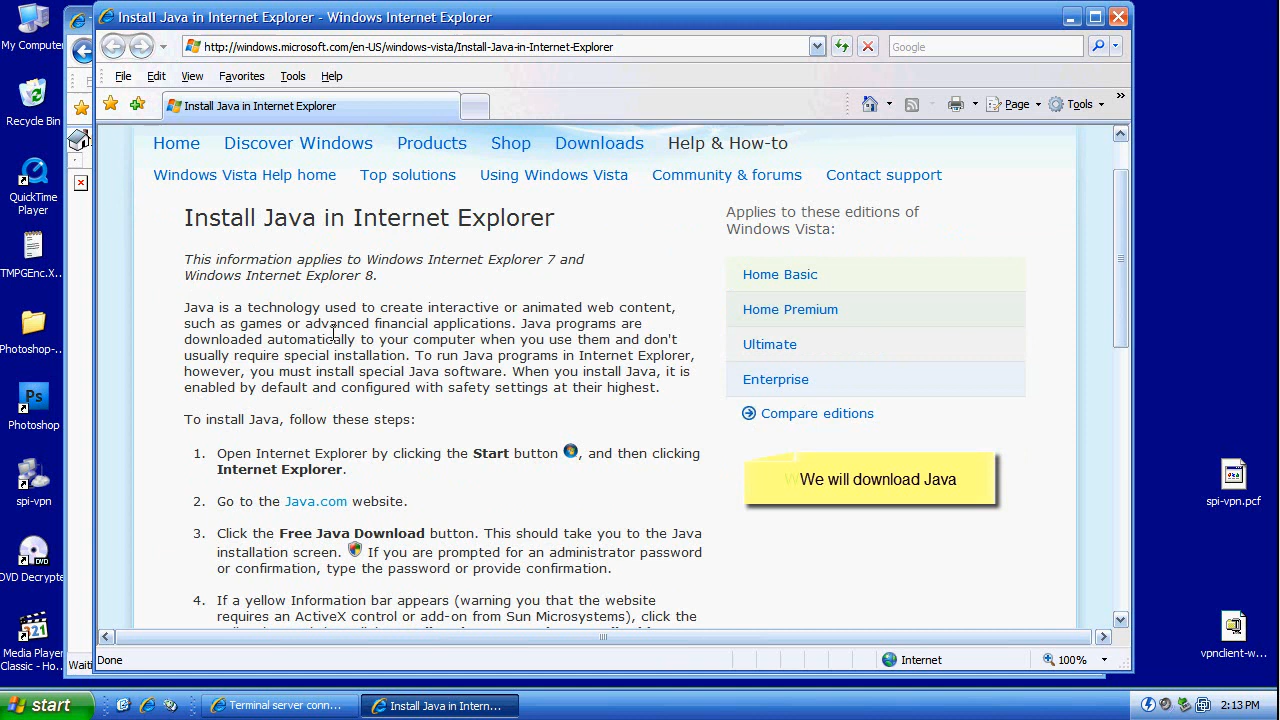 My Computer
Recycle Bin
QuickTime
Player
TMPGEnc.X...
Photoshop-...
Photoshop
spi-vpn
DVD Decrypte
Media Player
Classic - Ho...
Install Java in Internet Explorer - Windows Internet Explorer
http://windows.microsoft.com/en-US/windows-vista/Install-Java-in-Internet-Explorer
Google
File Edit View Favorites Tools Help
Install Java in Internet Explorer
Page Tools
Home Discover Windows Products Shop Downloads Help & How-to
Windows Vista Help home Top solutions Using Windows Vista Community & forums Contact support
Install Java in Internet Explorer
This information applies to Windows Internet Explorer 7 and
Windows Internet Explorer 8.
Java is a technology used to create interactive or animated web content,
such as games or advanced financial applications. Java programs are
downloaded automatically to your computer when you use them and don't
usually require special installation. To run Java programs in Internet Explorer,
however, you must install special Java software. When you install Java, it is
enabled by default and configured with safety settings at their highest.
To install Java, follow these steps:
1. Open Internet Explorer by clicking the Start button , and then clicking
Internet Explorer.
2. Go to the Java.com website.
3. Click the Free Java Download button. This should take you to the Java
installation screen. If you are prompted for an administrator password
or confirmation, type the password or provide confirmation.
4. If a yellow Information bar appears (warning you that the website
requires an ActiveX control or add-on from Sun Microsystems), click the
Applies to these editions of
Windows Vista:
Home Basic
Home Premium
Ultimate
Enterprise
Compare editions
We will download Java
spi-vpn.pcf
vpnclient-w...
Waiti
Done
Internet
100%
start
Terminal server conn...
Install Java in Intern...
2:13 PM